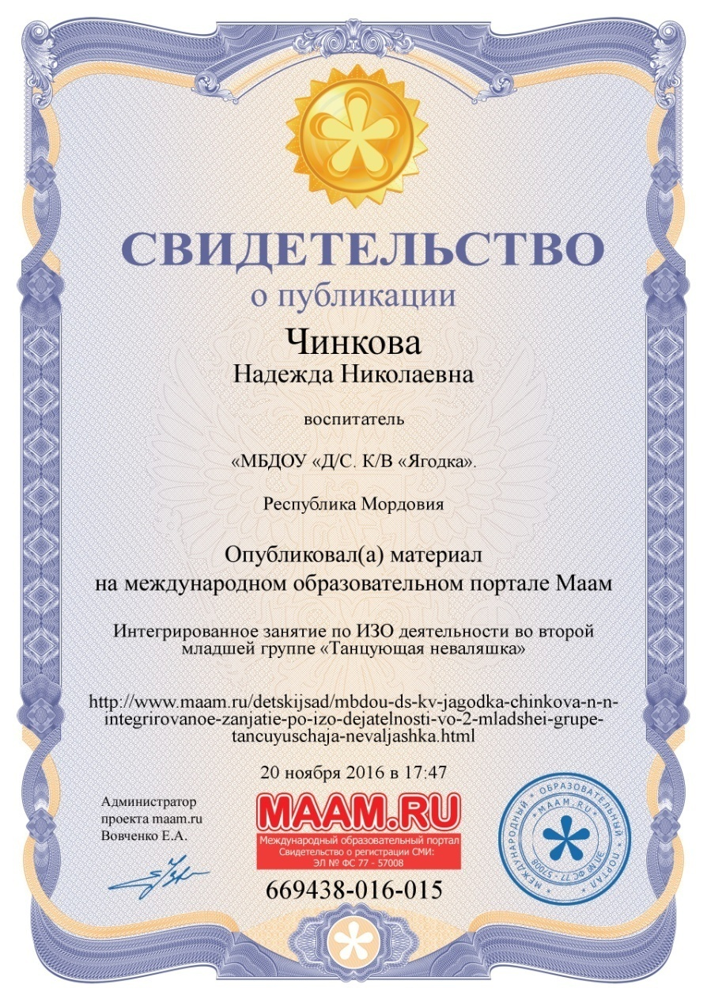 СВИДЕТЕЛЬСТВО
о публикации
Чинкова
Надежда Николаевна
воспитатель
«МБДОУ «Д/С. К/В «Ягодка».
Республика Мордовия
Опубликовал(а) материал
на международном образовательном портале Маам
Интегрированное занятие по ИЗО деятельности во второй
младшей группе «Танцующая неваляшка»
http://www.maam.ru/detskijsad/mbdou-ds-kv-jagodka-chinkova-n-n-
integrirovanoe-zanjatie-po-izo-dejatelnosti-vo-2-mladshei-grupe-
tancuyuschaja-nevaljashka.html
20 ноября 2016 в 17:47
Администратор
проекта maam.ru
Вовченко Е.А.
MAAM.RU
Международный образовательный портал
Свидетельство о регистрации СМИ:
ЭЛ № ФС 77 - 57008
669438-016-015
* МЕЖДУНАРОДНЫЙ * ОБРАЗОВАТЕЛЬНЫЙ * ПОРТАЛ
* MAAM.RU *
ЭЛ № ФС 77 - 57008